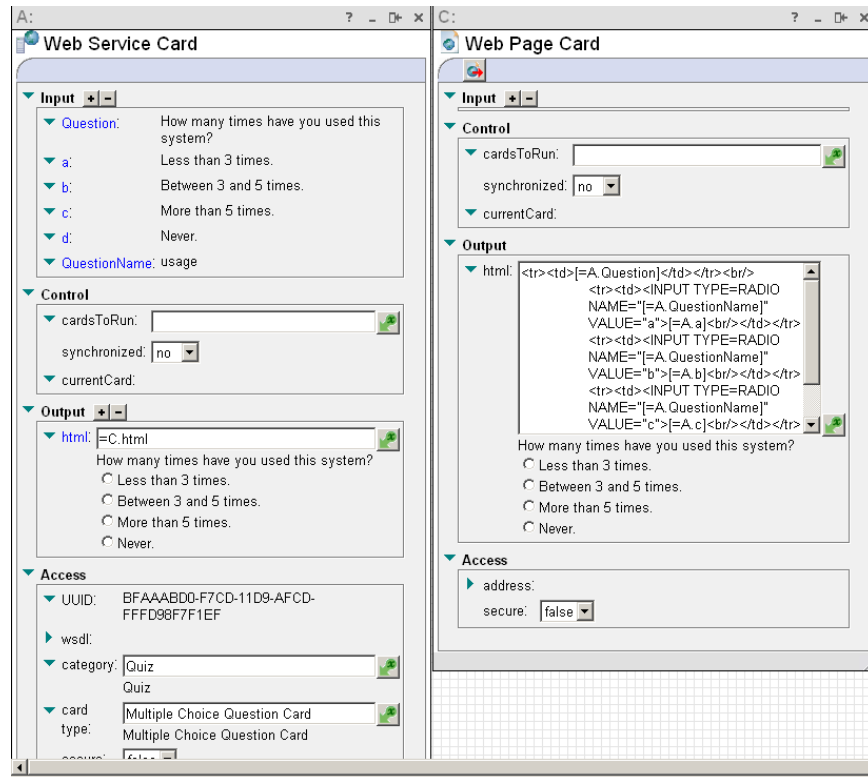 A:
?
Web Service Card
Input + -
Question: How many times have you used this
system?
a: Less than 3 times.
b: Between 3 and 5 times.
c: More than 5 times.
d: Never.
QuestionName: usage
Control
cardsToRun:
synchronized: no
currentCard:
Output + -
html: =C.html
How many times have you used this system?
Less than 3 times.
Between 3 and 5 times.
More than 5 times.
Never.
Access
UUID: BFAAABD0-F7CD-11D9-AFCD-
FFFD98F7F1EF
wsdl:
category: Quiz
Quiz
card
type: Multiple Choice Question Card
Multiple Choice Question Card
secure: false
C:
?
Web Page Card
Input + -
Control
cardsToRun:
synchronized: no
currentCard:
Output
html: <tr><td>[=A.Question]</td></tr><br/>
<tr><td><INPUT TYPE=RADIO
NAME="[=A.QuestionName]"
VALUE="a">[=A.a]<br/></td></tr>
<tr><td><INPUT TYPE=RADIO
NAME="[=A.QuestionName]"
VALUE="b">[=A.b]<br/></td></tr>
<tr><td><INPUT TYPE=RADIO
NAME="[=A.QuestionName]"
VALUE="c">[=A.c]<br/></td></tr>
How many times have you used this system?
Less than 3 times.
Between 3 and 5 times.
More than 5 times.
Never.
Access
address:
secure: false